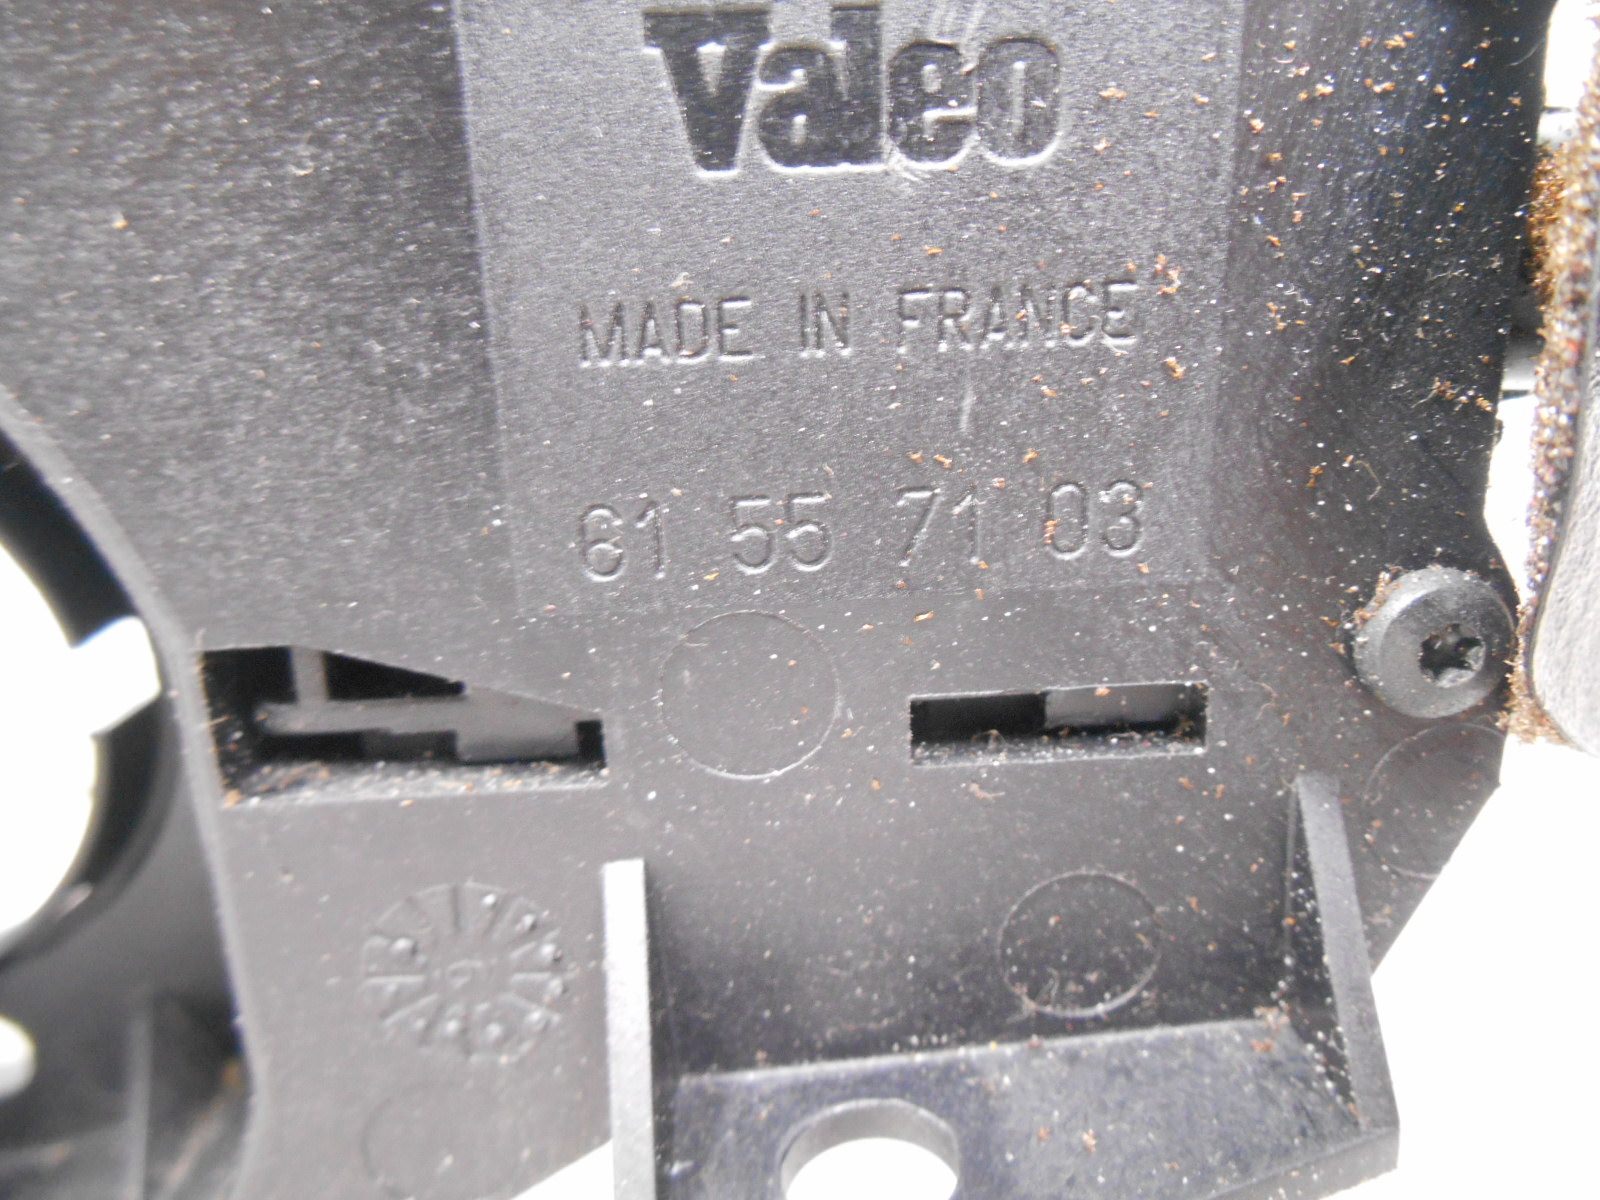 Valeo
MADE IN FRANCE
61 55 71 03